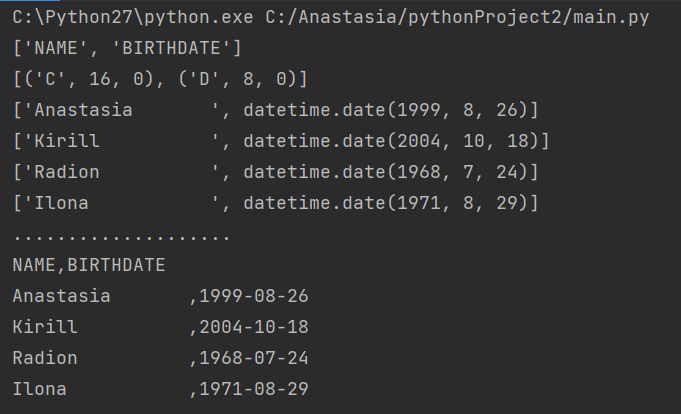 C:\Python27\python.exe C:/Anastasia/pythonProject2/main.py
['NAME', 'BIRTHDATE']
[('C', 16, 0), ('D', 8, 0)]
['Anastasia       ', datetime.date(1999, 8, 26)]
['Kirill          ', datetime.date(2004, 10, 18)]
['Radion          ', datetime.date(1968, 7, 24)]
['Ilona           ', datetime.date(1971, 8, 29)]
....................
NAME,BIRTHDATE
Anastasia       ,1999-08-26
Kirill          ,2004-10-18
Radion          ,1968-07-24
Ilona           ,1971-08-29